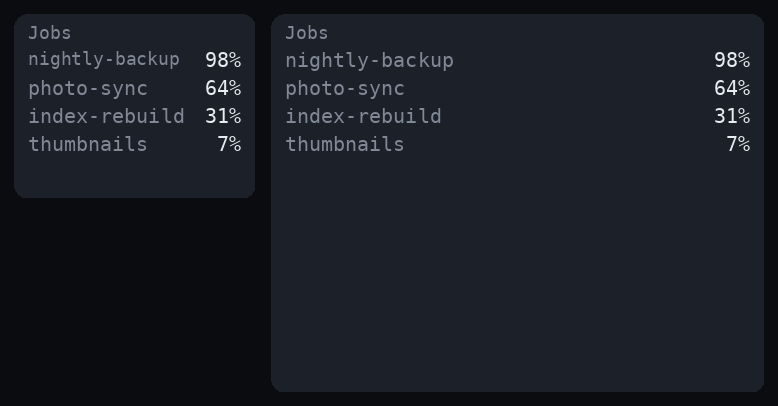 Jobs
nightly-backup 98%
photo-sync 64%
index-rebuild 31%
thumbnails 7%
Jobs
nightly-backup 98%
photo-sync 64%
index-rebuild 31%
thumbnails 7%